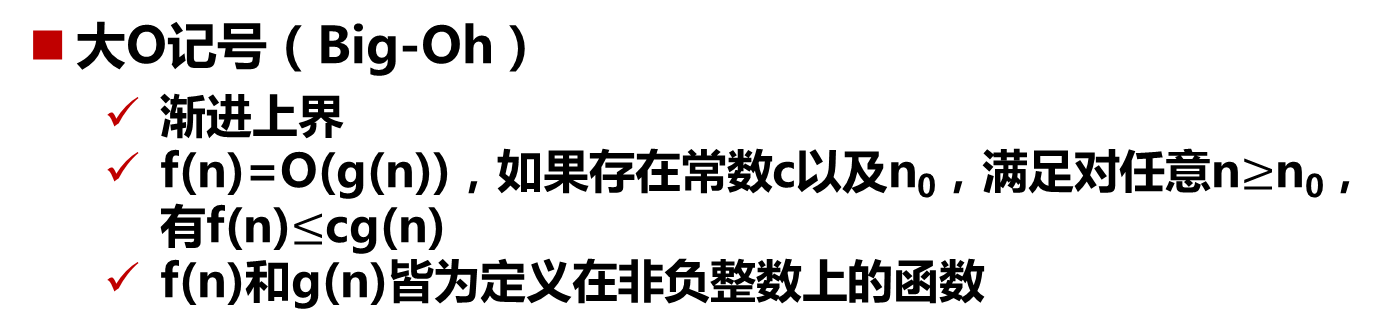 ■ 大O记号（Big-Oh）
✓ 渐进上界
✓ f(n)=O(g(n))，如果存在常数c以及n₀，满足对任意n≥n₀，
有f(n)≤cg(n)
✓ f(n)和g(n)皆为定义在非负整数上的函数